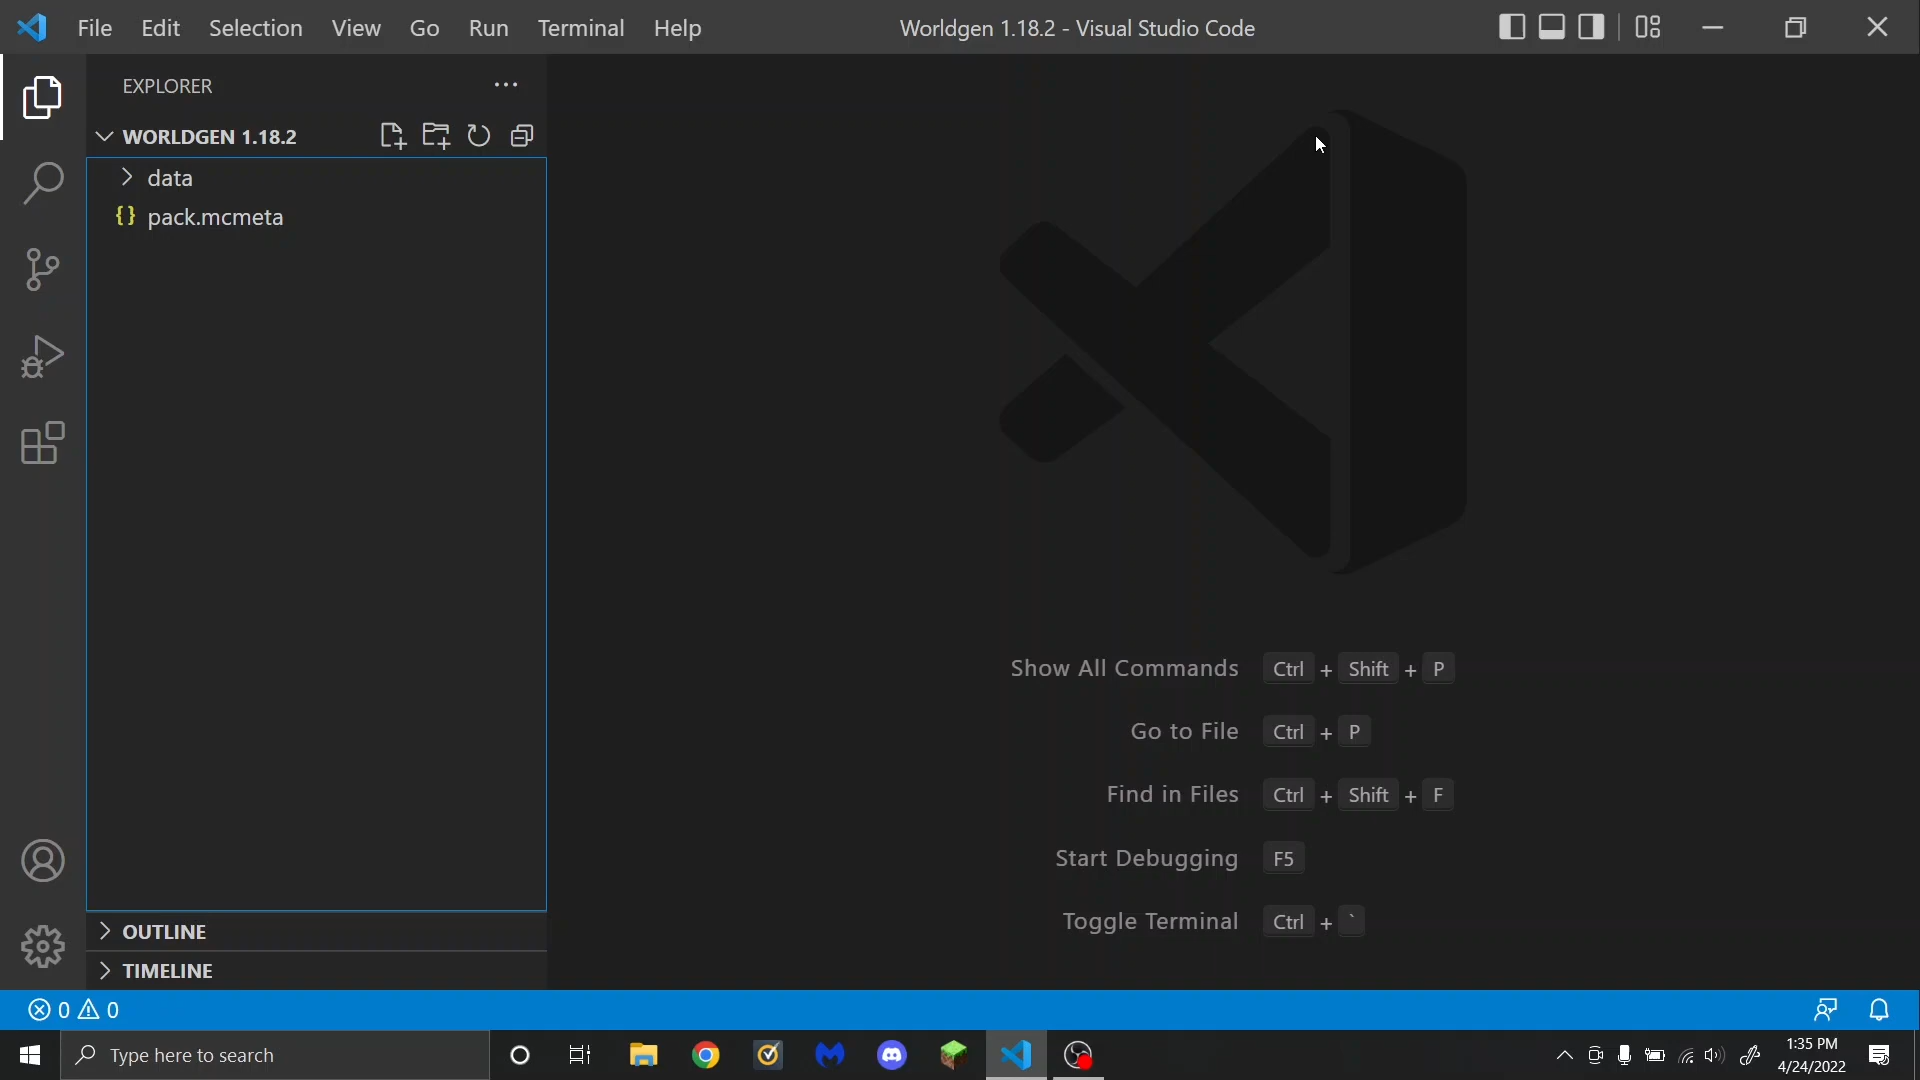 File Edit Selection View Go Run Terminal Help
Worldgen 1.18.2 - Visual Studio Code
EXPLORER
WORLDGEN 1.18.2
data
{} pack.mcmeta
Show All Commands Ctrl + Shift + P
Go to File Ctrl + P
Find in Files Ctrl + Shift + F
Start Debugging F5
Toggle Terminal Ctrl + `
OUTLINE
TIMELINE
0 0
Type here to search
1:35 PM
4/24/2022